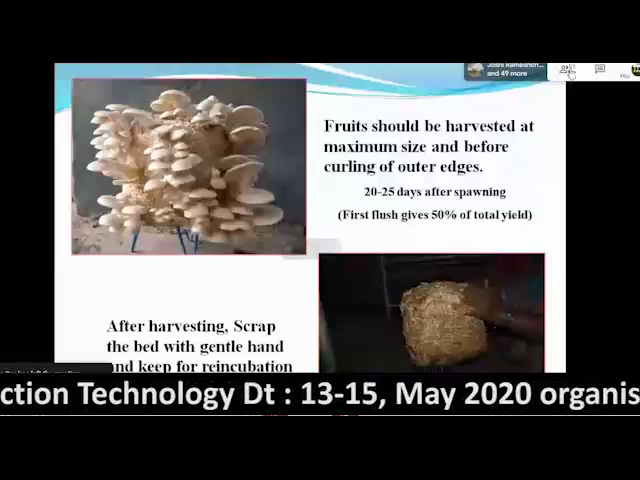 Joshi Rameshch...
and 49 more
You
Fruits should be harvested at
maximum size and before
curling of outer edges.
20-25 days after spawning
(First flush gives 50% of total yield)
After harvesting, Scrap
the bed with gentle hand
and keep for reincubation
ction Technology Dt : 13-15, May 2020 organis